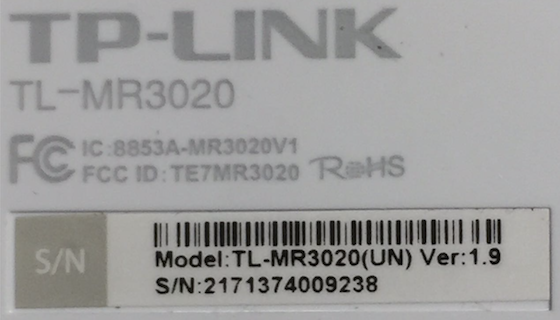 TP-LINK
TL-MR3020
FC IC:8853A-MR3020V1
FCC ID: TE7MR3020 RoHS
S/N
Model:TL-MR3020(UN) Ver:1.9
S/N:2171374009238